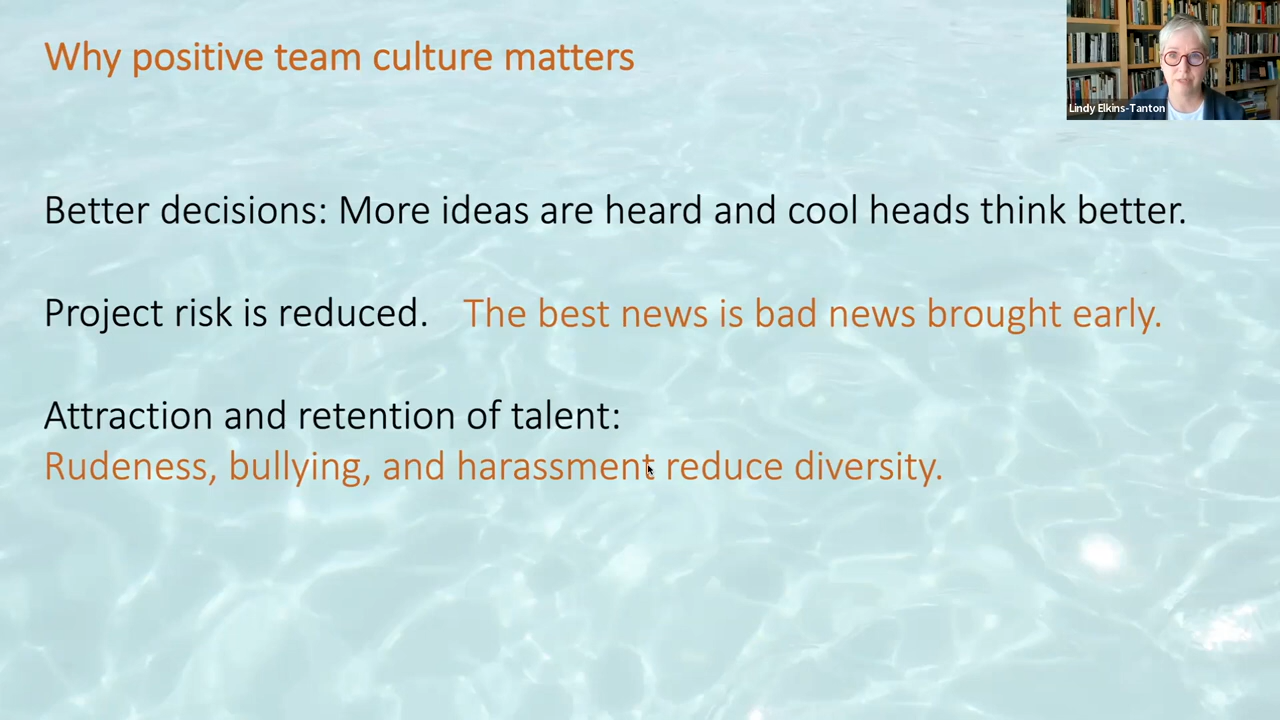 Why positive team culture matters
Lindy Elkins-Tanton
Better decisions: More ideas are heard and cool heads think better.
Project risk is reduced. The best news is bad news brought early.
Attraction and retention of talent:
Rudeness, bullying, and harassment reduce diversity.